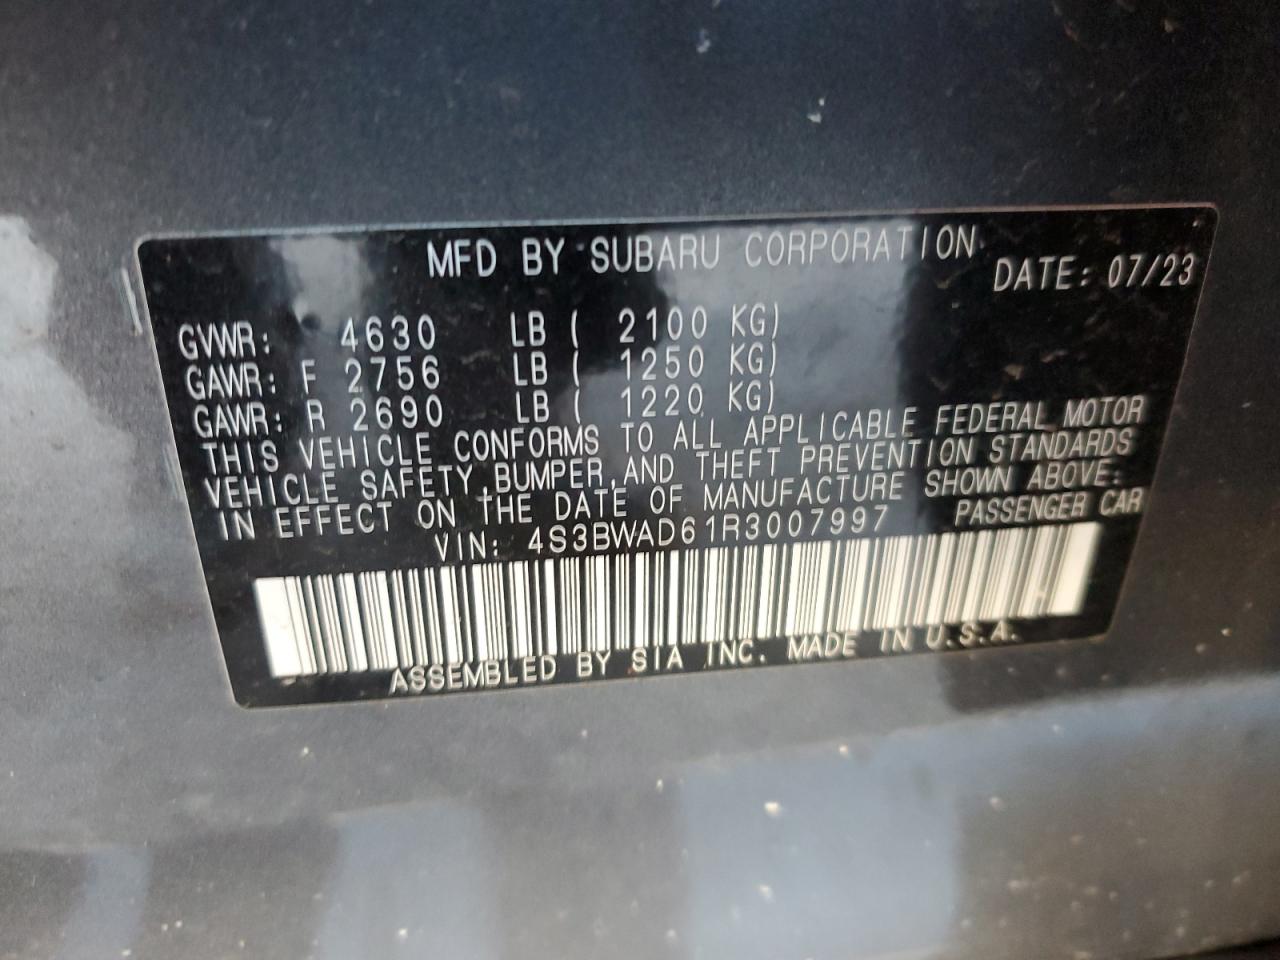 MFD BY SUBARU CORPORATION
DATE: 07/23
GVWR: 4630 LB ( 2100 KG)
GAWR: F 2756 LB ( 1250 KG)
GAWR: R 2690 LB ( 1220 KG)
THIS VEHICLE CONFORMS TO ALL APPLICABLE FEDERAL MOTOR
VEHICLE SAFETY,BUMPER,AND THEFT PREVENTION STANDARDS
IN EFFECT ON THE DATE OF MANUFACTURE SHOWN ABOVE:
VIN: 4S3BWAD61R3007997 PASSENGER CAR
ASSEMBLED BY SIA INC. MADE IN U.S.A.